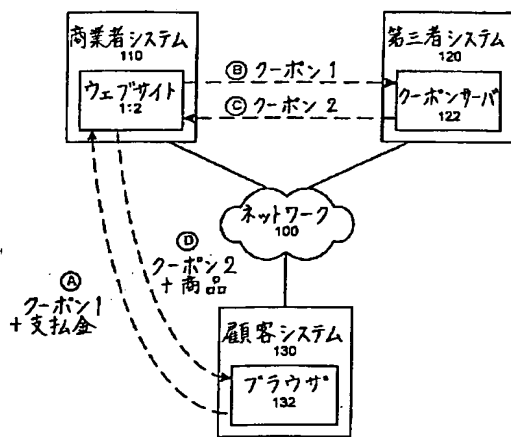 商業者システム
110
ウェブサイト
112
Ⓑ クーポン1
Ⓒ クーポン2
第三者システム
120
クーポンサーバ
122
ネットワーク
100
Ⓐ
クーポン1
+支払金
Ⓓ
クーポン2
+商品
顧客システム
130
ブラウザ
132